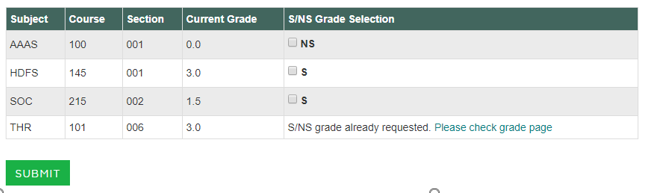 Subject Course Section Current Grade S/NS Grade Selection
AAAS 100 001 0.0 NS
HDFS 145 001 3.0 S
SOC 215 002 1.5 S
THR 101 006 3.0 S/NS grade already requested. Please check grade page
SUBMIT